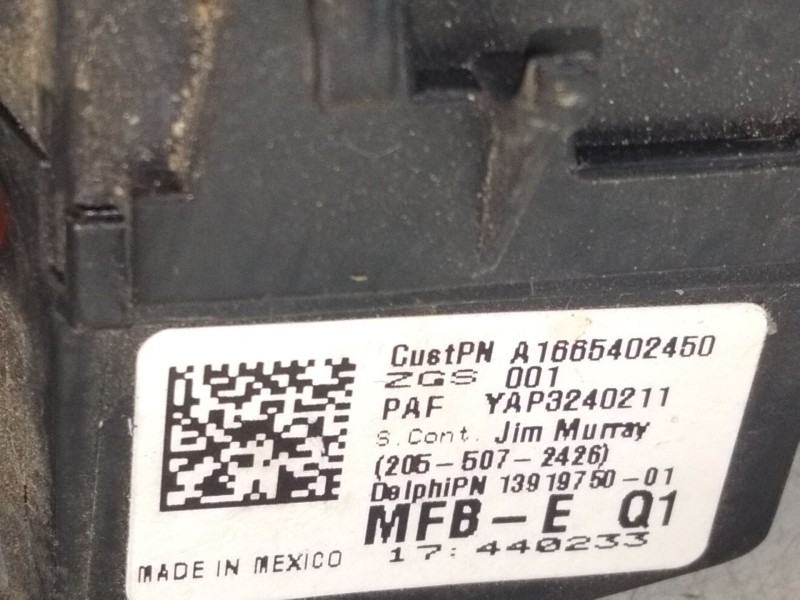 CustPN A1665402450
ZGS 001
PAF YAP3240211
S.Cont. Jim Murray
(205-507-2426)
DelphiPN 13919750-01
MFB-E Q1
17:440233
MADE IN MEXICO